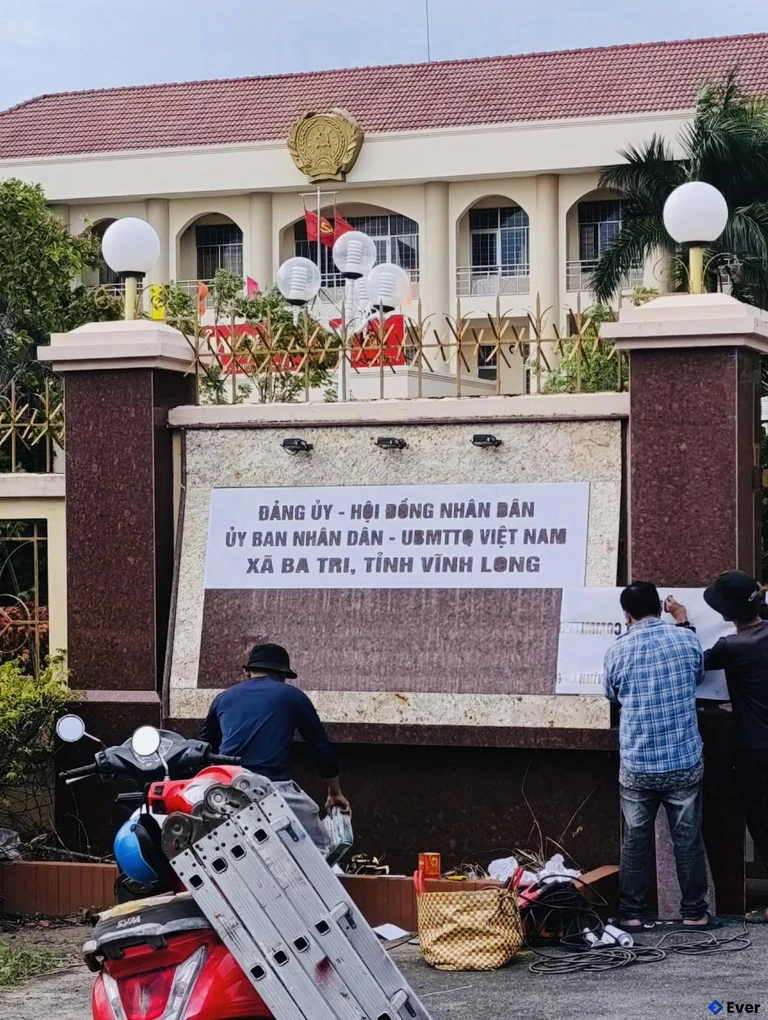 ĐẢNG ỦY - HỘI ĐỒNG NHÂN DÂN
ỦY BAN NHÂN DÂN - UBMTTQ VIỆT NAM
XÃ BA TRI, TỈNH VĨNH LONG
SYM
Ever